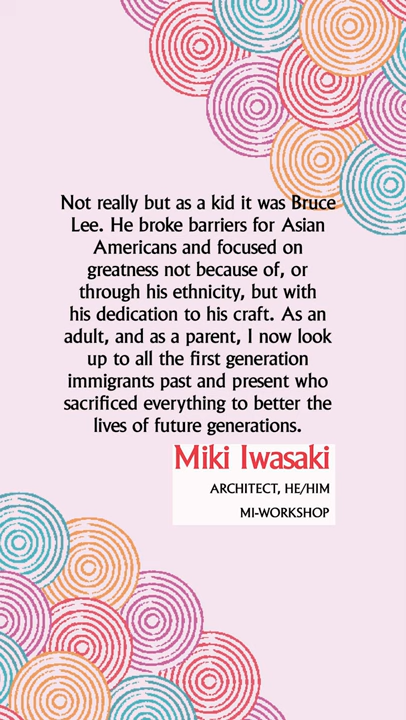 Not really but as a kid it was Bruce
Lee. He broke barriers for Asian
Americans and focused on
greatness not because of, or
through his ethnicity, but with
his dedication to his craft. As an
adult, and as a parent, I now look
up to all the first generation
immigrants past and present who
sacrificed everything to better the
lives of future generations.
Miki Iwasaki
ARCHITECT, HE/HIM
MI-WORKSHOP